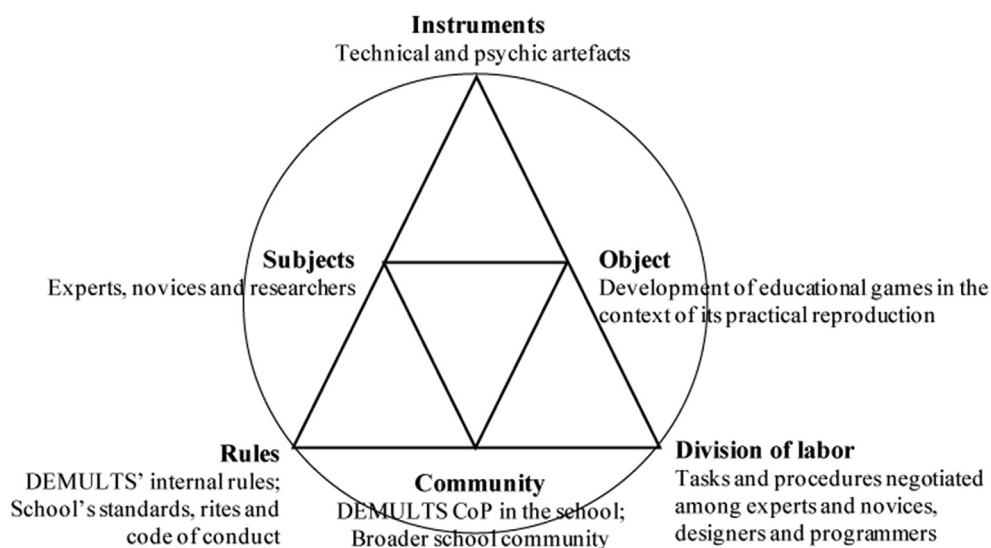 Instruments
Technical and psychic artefacts
Subjects
Experts, novices and researchers
Object
Development of educational games in the
context of its practical reproduction
Rules
DEMULTS’ internal rules;
School’s standards, rites and
code of conduct
Community
DEMULTS CoP in the school;
Broader school community
Division of labor
Tasks and procedures negotiated
among experts and novices,
designers and programmers